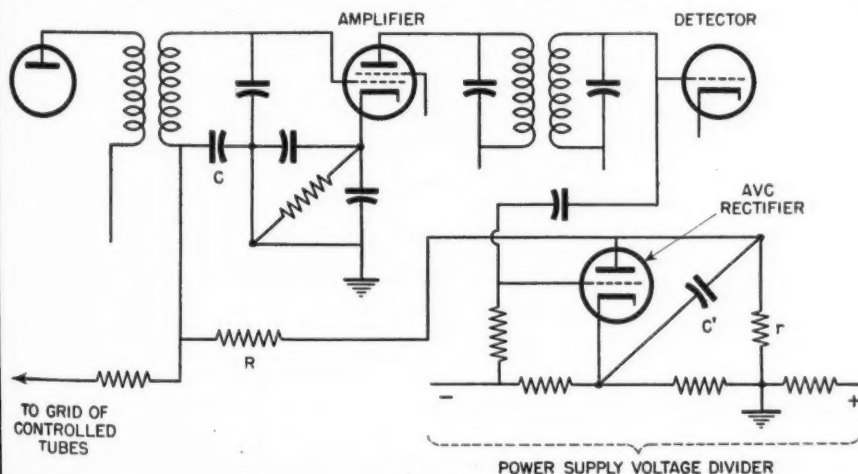 AMPLIFIER
DETECTOR
C
AVC
RECTIFIER
C'
r
R
TO GRID OF
CONTROLLED
TUBES
−
+
POWER SUPPLY VOLTAGE DIVIDER